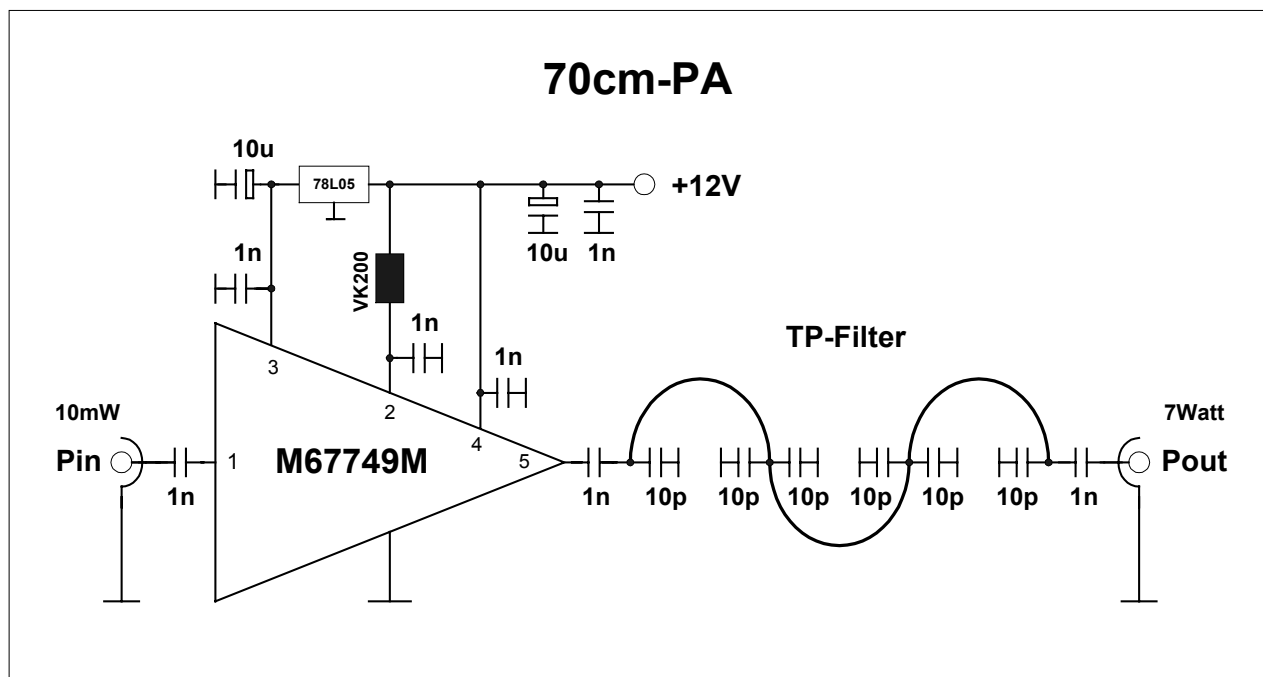 70cm-PA
10u
78L05
+12V
1n
VK200
10u
1n
1n
1n
TP-Filter
3
2
4
10mW
7Watt
Pin
1
M67749M
5
Pout
1n
1n
10p
10p
10p
10p
10p
10p
1n